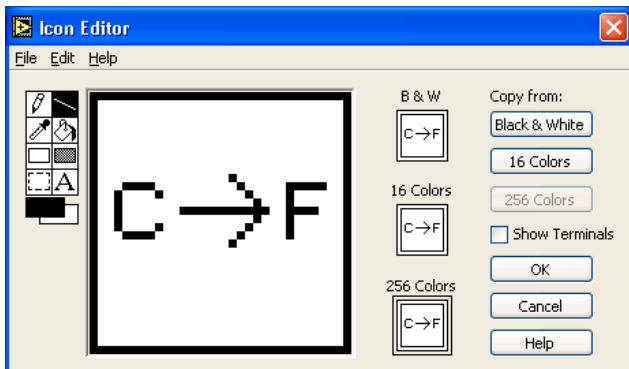 Icon Editor
File Edit Help
B & W
Copy from:
C→F
Black & White
16 Colors
16 Colors
256 Colors
C→F
Show Terminals
A
C→F
OK
256 Colors
Cancel
C→F
Help